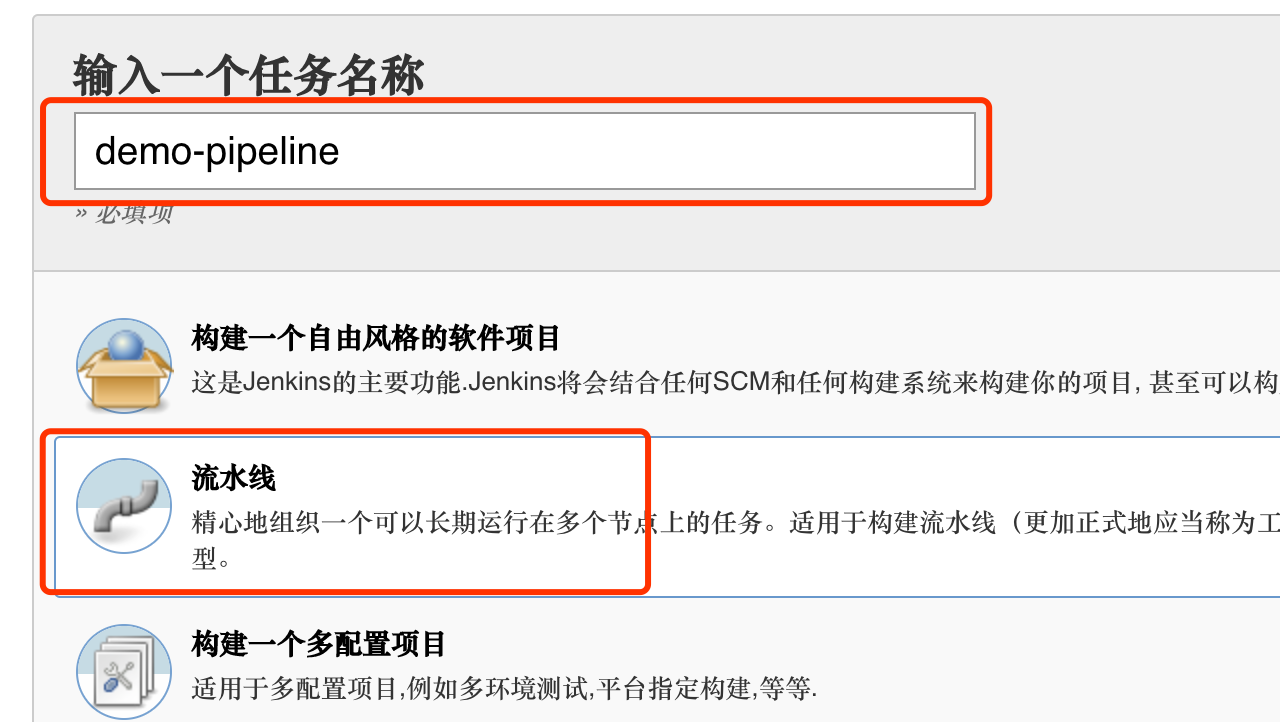 输入一个任务名称
demo-pipeline
» 必填项
构建一个自由风格的软件项目
这是Jenkins的主要功能.Jenkins将会结合任何SCM和任何构建系统来构建你的项目, 甚至可以构
流水线
精心地组织一个可以长期运行在多个节点上的任务。适用于构建流水线（更加正式地应当称为工
型。
构建一个多配置项目
适用于多配置项目,例如多环境测试,平台指定构建,等等.